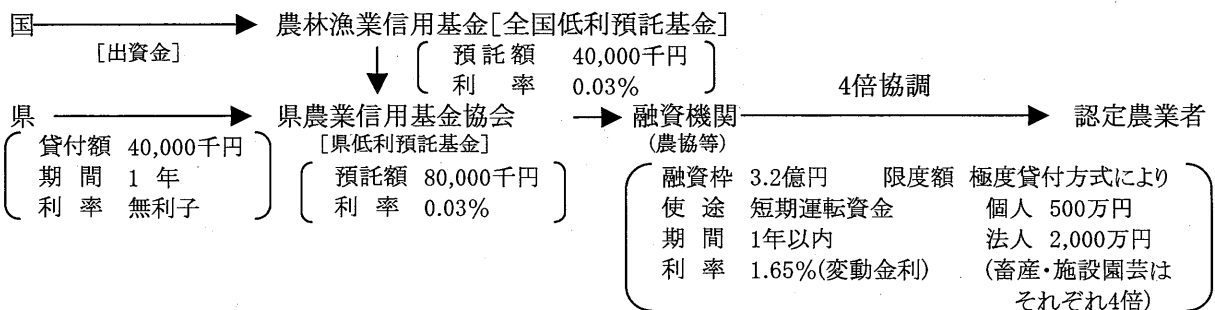 国 農林漁業信用基金[全国低利預託基金]
[出資金]
預託額 40,000千円
利 率 0.03%
4倍協調
県 県農業信用基金協会 融資機関 認定農業者
[県低利預託基金] (農協等)
貸付額 40,000千円
期 間 1 年
利 率 無利子
預託額 80,000千円
利 率 0.03%
融資枠 3.2億円 限度額 極度貸付方式により
使 途 短期運転資金 個人 500万円
期 間 1年以内 法人 2,000万円
利 率 1.65%(変動金利) (畜産・施設園芸は
それぞれ4倍)